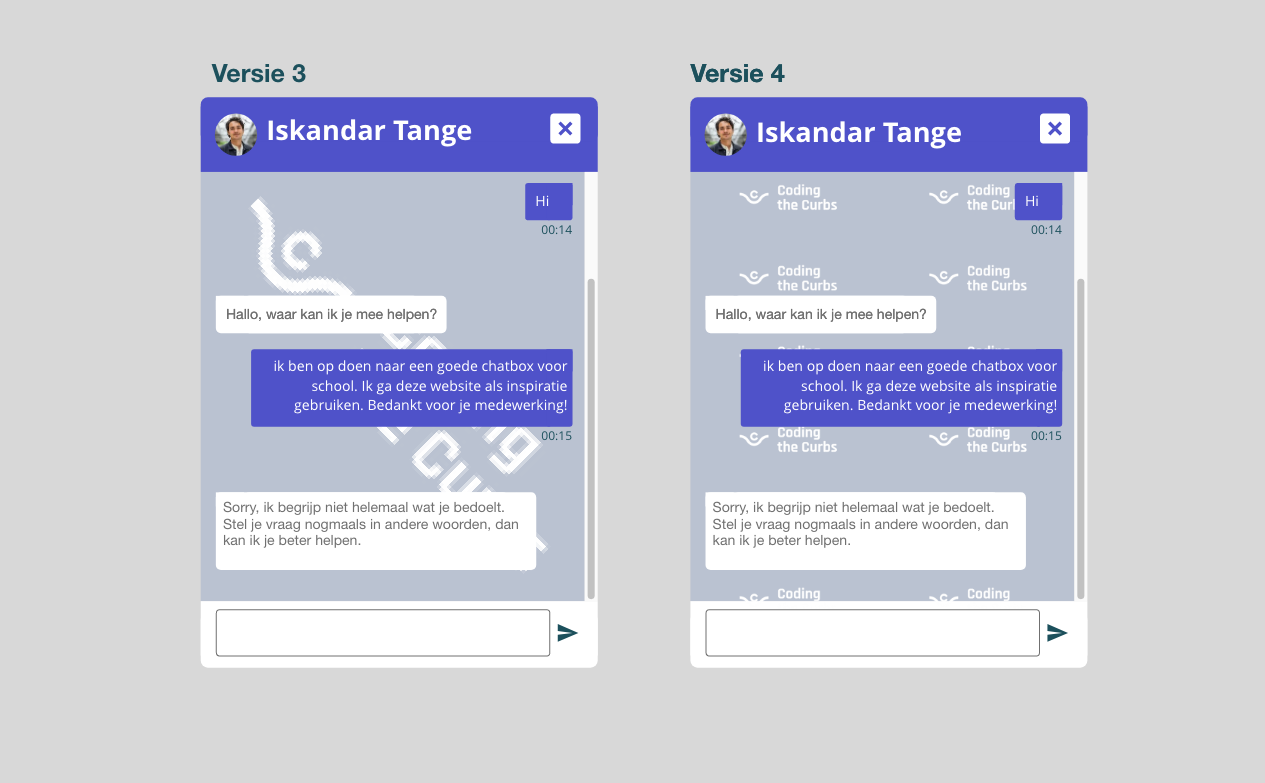 Versie 3
Iskandar Tange
Hi
00:14
Hallo, waar kan ik je mee helpen?
ik ben op doen naar een goede chatbox voor
school. Ik ga deze website als inspiratie
gebruiken. Bedankt voor je medewerking!
00:15
Sorry, ik begrijp niet helemaal wat je bedoelt.
Stel je vraag nogmaals in andere woorden, dan
kan ik je beter helpen.
Versie 4
Iskandar Tange
Coding
the Curbs
Coding
Hi
00:14
Coding
the Curbs
Coding
the Curbs
Hallo, waar kan ik je mee helpen?
ik ben op doen naar een goede chatbox voor
school. Ik ga deze website als inspiratie
gebruiken. Bedankt voor je medewerking!
Coding
the Curbs
Coding
the Curbs
00:15
Sorry, ik begrijp niet helemaal wat je bedoelt.
Stel je vraag nogmaals in andere woorden, dan
kan ik je beter helpen.
Coding
Coding